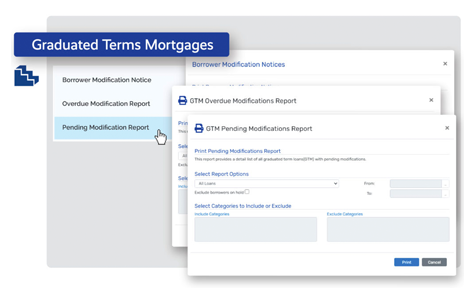 Graduated Terms Mortgages
Borrower Modification Notice
Overdue Modification Report
Pending Modification Report
Borrower Modification Notices
×
GTM Overdue Modifications Report
×
GTM Pending Modifications Report
×
Print Pending Modifications Report
This report provides a detail list of all graduated term loans(GTM) with pending modifications.
Select Report Options
All Loans
From:
Exclude borrowers on hold
To:
Select Categories to Include or Exclude
Include Categories
Exclude Categories
Print
Cancel